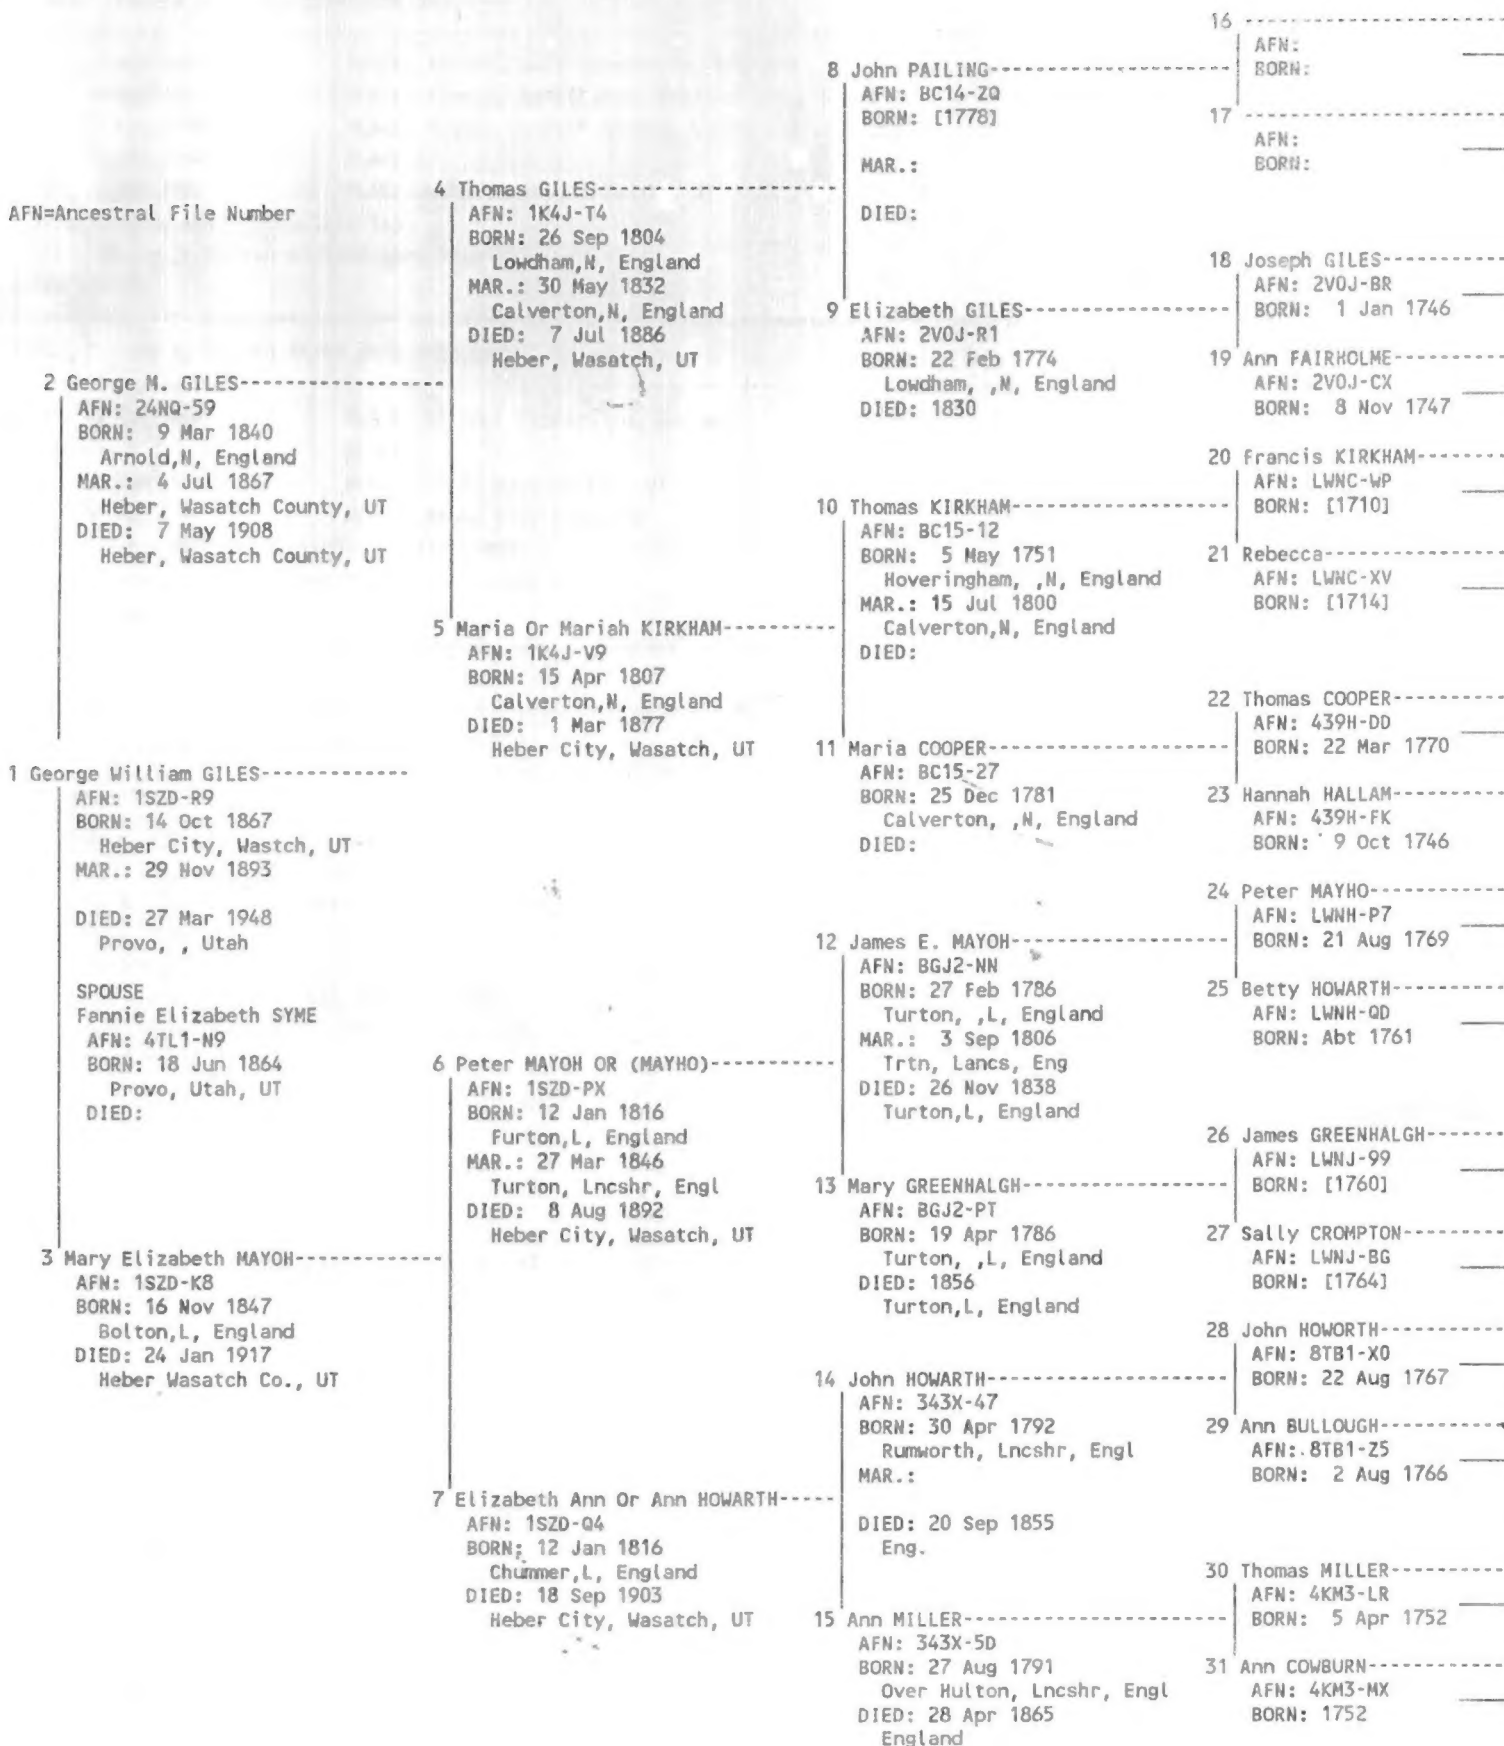 AFN=Ancestral File Number
1 George William GILES------------
AFN: 1SZD-R9
BORN: 14 Oct 1867
Heber City, Wastch, UT
MAR.: 29 Nov 1893
DIED: 27 Mar 1948
Provo, , Utah
SPOUSE
Fannie Elizabeth SYME
AFN: 4TL1-N9
BORN: 18 Jun 1864
Provo, Utah, UT
DIED:
2 George M. GILES------------------
AFN: 24NQ-59
BORN: 9 Mar 1840
Arnold,N, England
MAR.: 4 Jul 1867
Heber, Wasatch County, UT
DIED: 7 May 1908
Heber, Wasatch County, UT
3 Mary Elizabeth MAYOH------------
AFN: 1SZD-K8
BORN: 16 Nov 1847
Bolton,L, England
DIED: 24 Jan 1917
Heber Wasatch Co., UT
4 Thomas GILES--------------------
AFN: 1K4J-T4
BORN: 26 Sep 1804
Lowdham,N, England
MAR.: 30 May 1832
Calverton,N, England
DIED: 7 Jul 1886
Heber, Wasatch, UT
5 Maria Or Mariah KIRKHAM---------
AFN: 1K4J-V9
BORN: 15 Apr 1807
Calverton,N, England
DIED: 1 Mar 1877
Heber City, Wasatch, UT
6 Peter MAYOH OR (MAYHO)----------
AFN: 1SZD-PX
BORN: 12 Jan 1816
Furton,L, England
MAR.: 27 Mar 1846
Turton, Lncshr, Engl
DIED: 8 Aug 1892
Heber City, Wasatch, UT
7 Elizabeth Ann Or Ann HOWARTH-----
AFN: 1SZD-Q4
BORN: 12 Jan 1816
Chummer,L, England
DIED: 18 Sep 1903
Heber City, Wasatch, UT
8 John PAILING--------------------
AFN: BC14-ZQ
BORN: [1778]
MAR.:
DIED:
9 Elizabeth GILES-----------------
AFN: 2V0J-R1
BORN: 22 Feb 1774
Lowdham, ,N, England
DIED: 1830
10 Thomas KIRKHAM------------------
AFN: BC15-12
BORN: 5 May 1751
Hoveringham, ,N, England
MAR.: 15 Jul 1800
Calverton,N, England
DIED:
11 Maria COOPER--------------------
AFN: BC15-27
BORN: 25 Dec 1781
Calverton, ,N, England
DIED:
12 James E. MAYOH------------------
AFN: BGJ2-NN
BORN: 27 Feb 1786
Turton, ,L, England
MAR.: 3 Sep 1806
Trtn, Lancs, Eng
DIED: 26 Nov 1838
Turton,L, England
13 Mary GREENHALGH-----------------
AFN: BGJ2-PT
BORN: 19 Apr 1786
Turton, ,L, England
DIED: 1856
Turton,L, England
14 John HOWARTH--------------------
AFN: 343X-47
BORN: 30 Apr 1792
Rumworth, Lncshr, Engl
MAR.:
DIED: 20 Sep 1855
Eng.
15 Ann MILLER----------------------
AFN: 343X-5D
BORN: 27 Aug 1791
Over Hulton, Lncshr, Engl
DIED: 28 Apr 1865
England
16 ----------------------
AFN:
BORN:
17 ----------------------
AFN:
BORN:
18 Joseph GILES----------
AFN: 2V0J-BR
BORN: 1 Jan 1746
19 Ann FAIRHOLME---------
AFN: 2V0J-CX
BORN: 8 Nov 1747
20 Francis KIRKHAM-------
AFN: LWNC-WP
BORN: [1710]
21 Rebecca---------------
AFN: LWNC-XV
BORN: [1714]
22 Thomas COOPER---------
AFN: 439H-DD
BORN: 22 Mar 1770
23 Hannah HALLAM---------
AFN: 439H-FK
BORN: 9 Oct 1746
24 Peter MAYHO-----------
AFN: LWNH-P7
BORN: 21 Aug 1769
25 Betty HOWARTH---------
AFN: LWNH-QD
BORN: Abt 1761
26 James GREENHALGH------
AFN: LWNJ-99
BORN: [1760]
27 Sally CROMPTON--------
AFN: LWNJ-BG
BORN: [1764]
28 John HOWORTH----------
AFN: 8TB1-X0
BORN: 22 Aug 1767
29 Ann BULLOUGH----------
AFN: 8TB1-Z5
BORN: 2 Aug 1766
30 Thomas MILLER---------
AFN: 4KM3-LR
BORN: 5 Apr 1752
31 Ann COWBURN-----------
AFN: 4KM3-MX
BORN: 1752